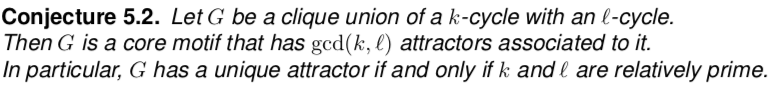 Conjecture 5.2. Let G be a clique union of a k-cycle with an ℓ-cycle.
Then G is a core motif that has gcd(k, ℓ) attractors associated to it.
In particular, G has a unique attractor if and only if k and ℓ are relatively prime.